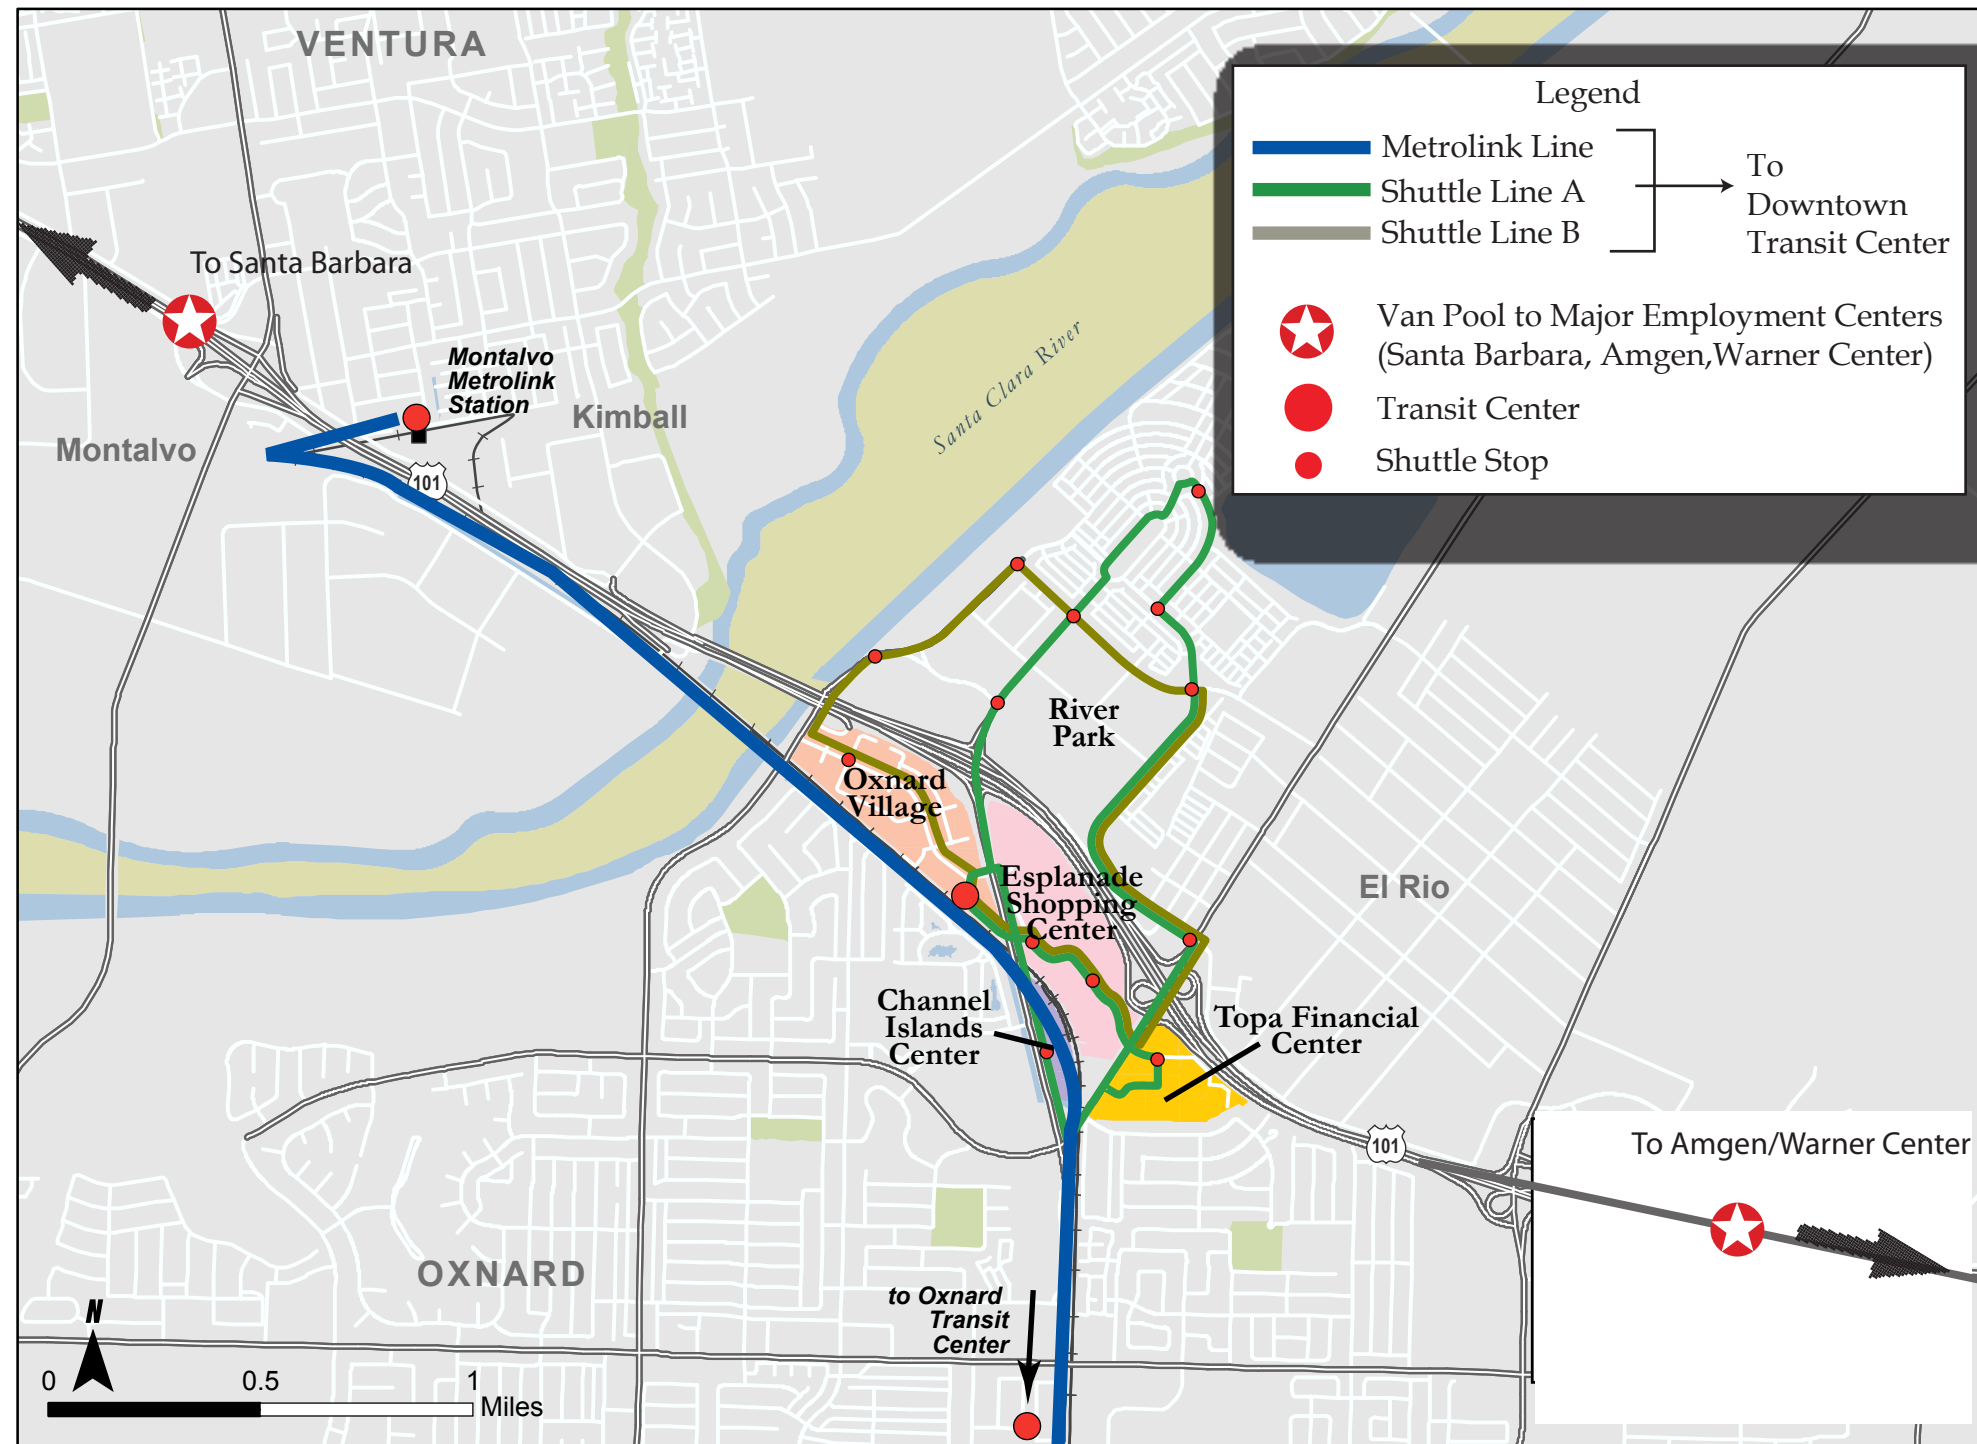 VENTURA
Legend
Metrolink Line
Shuttle Line A
Shuttle Line B
To
Downtown
Transit Center
Van Pool to Major Employment Centers
(Santa Barbara, Amgen,Warner Center)
Transit Center
Shuttle Stop
To Santa Barbara
Montalvo
Metrolink
Station
Kimball
Montalvo
101
Santa Clara River
River
Park
Oxnard
Village
Esplanade
Shopping
Center
El Rio
Channel
Islands
Center
Topa Financial
Center
101
To Amgen/Warner Center
OXNARD
to Oxnard
Transit
Center
N
0 0.5 1
Miles